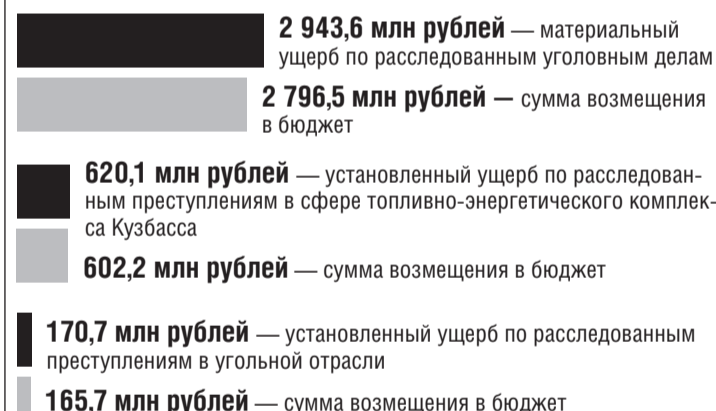 2 943,6 млн рублей — материальный
ущерб по расследованным уголовным делам
2 796,5 млн рублей — сумма возмещения
в бюджет
620,1 млн рублей — установленный ущерб по расследован-
ным преступлениям в сфере топливно-энергетического комплек-
са Кузбасса
602,2 млн рублей — сумма возмещения в бюджет
170,7 млн рублей — установленный ущерб по расследованным
преступлениям в угольной отрасли
165,7 млн рублей — сумма возмещения в бюджет